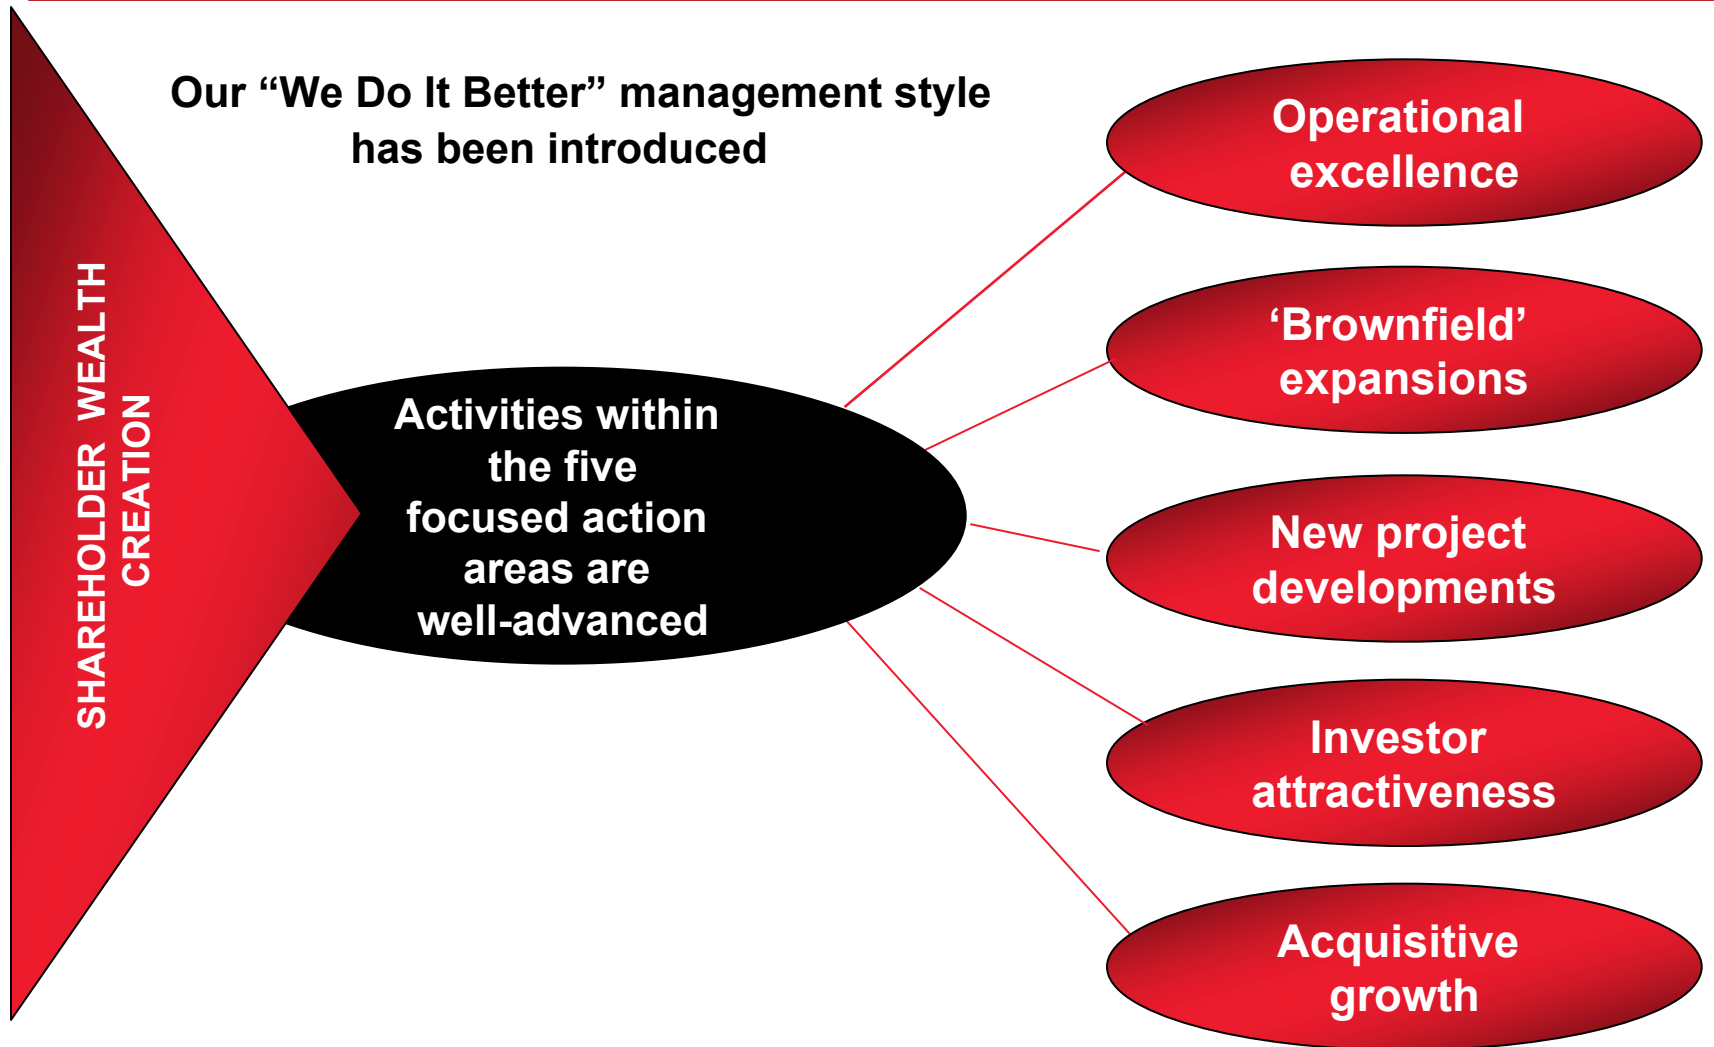 Our “We Do It Better” management style
has been introduced
SHAREHOLDER WEALTH
CREATION
Activities within
the five
focused action
areas are
well-advanced
Operational
excellence
‘Brownfield’
expansions
New project
developments
Investor
attractiveness
Acquisitive
growth